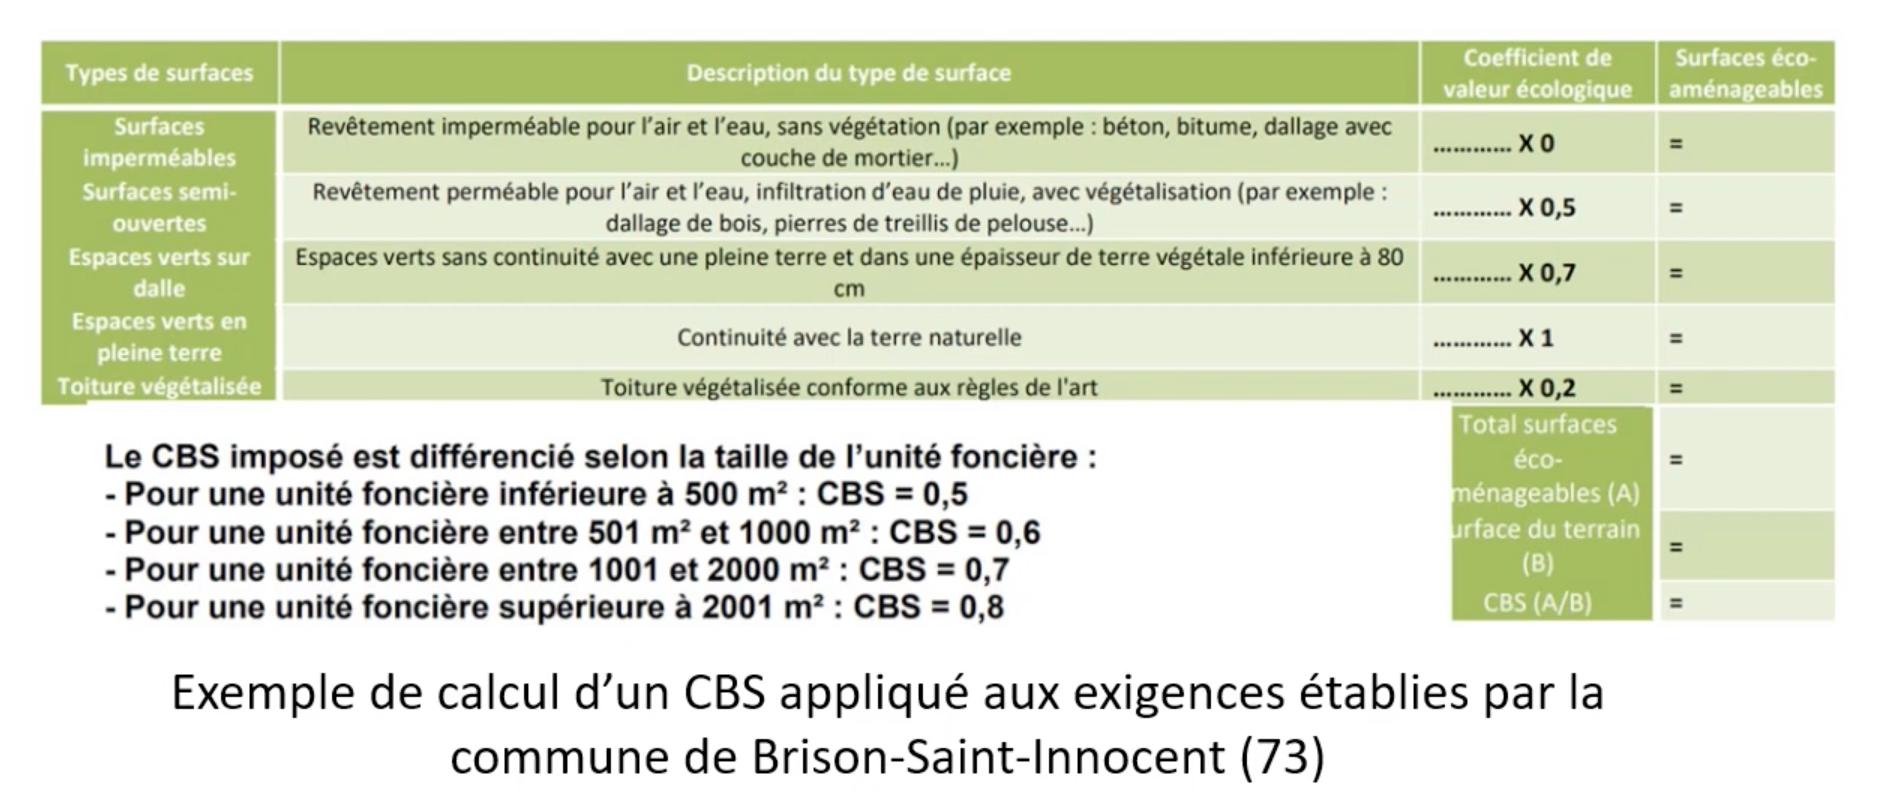 Types de surfaces
Description du type de surface
Coefficient de
valeur écologique
Surfaces éco-
aménageables
Surfaces
imperméables
Revêtement imperméable pour l'air et l'eau, sans végétation (par exemple : béton, bitume, dallage avec
couche de mortier...)
............ X 0
=
Surfaces semi-
ouvertes
Revêtement perméable pour l'air et l'eau, infiltration d'eau de pluie, avec végétalisation (par exemple :
dallage de bois, pierres de treillis de pelouse...)
............ X 0,5
=
Espaces verts sur
dalle
Espaces verts sans continuité avec une pleine terre et dans une épaisseur de terre végétale inférieure à 80
cm
............ X 0,7
=
Espaces verts en
pleine terre
Continuité avec la terre naturelle
............ X 1
=
Toiture végétalisée
Toiture végétalisée conforme aux règles de l'art
............ X 0,2
=
Total surfaces
éco-
ménageables (A)
=
urface du terrain
(B)
=
CBS (A/B)
=
Le CBS imposé est différencié selon la taille de l'unité foncière :
- Pour une unité foncière inférieure à 500 m² : CBS = 0,5
- Pour une unité foncière entre 501 m² et 1000 m² : CBS = 0,6
- Pour une unité foncière entre 1001 et 2000 m² : CBS = 0,7
- Pour une unité foncière supérieure à 2001 m² : CBS = 0,8
Exemple de calcul d'un CBS appliqué aux exigences établies par la
commune de Brison-Saint-Innocent (73)